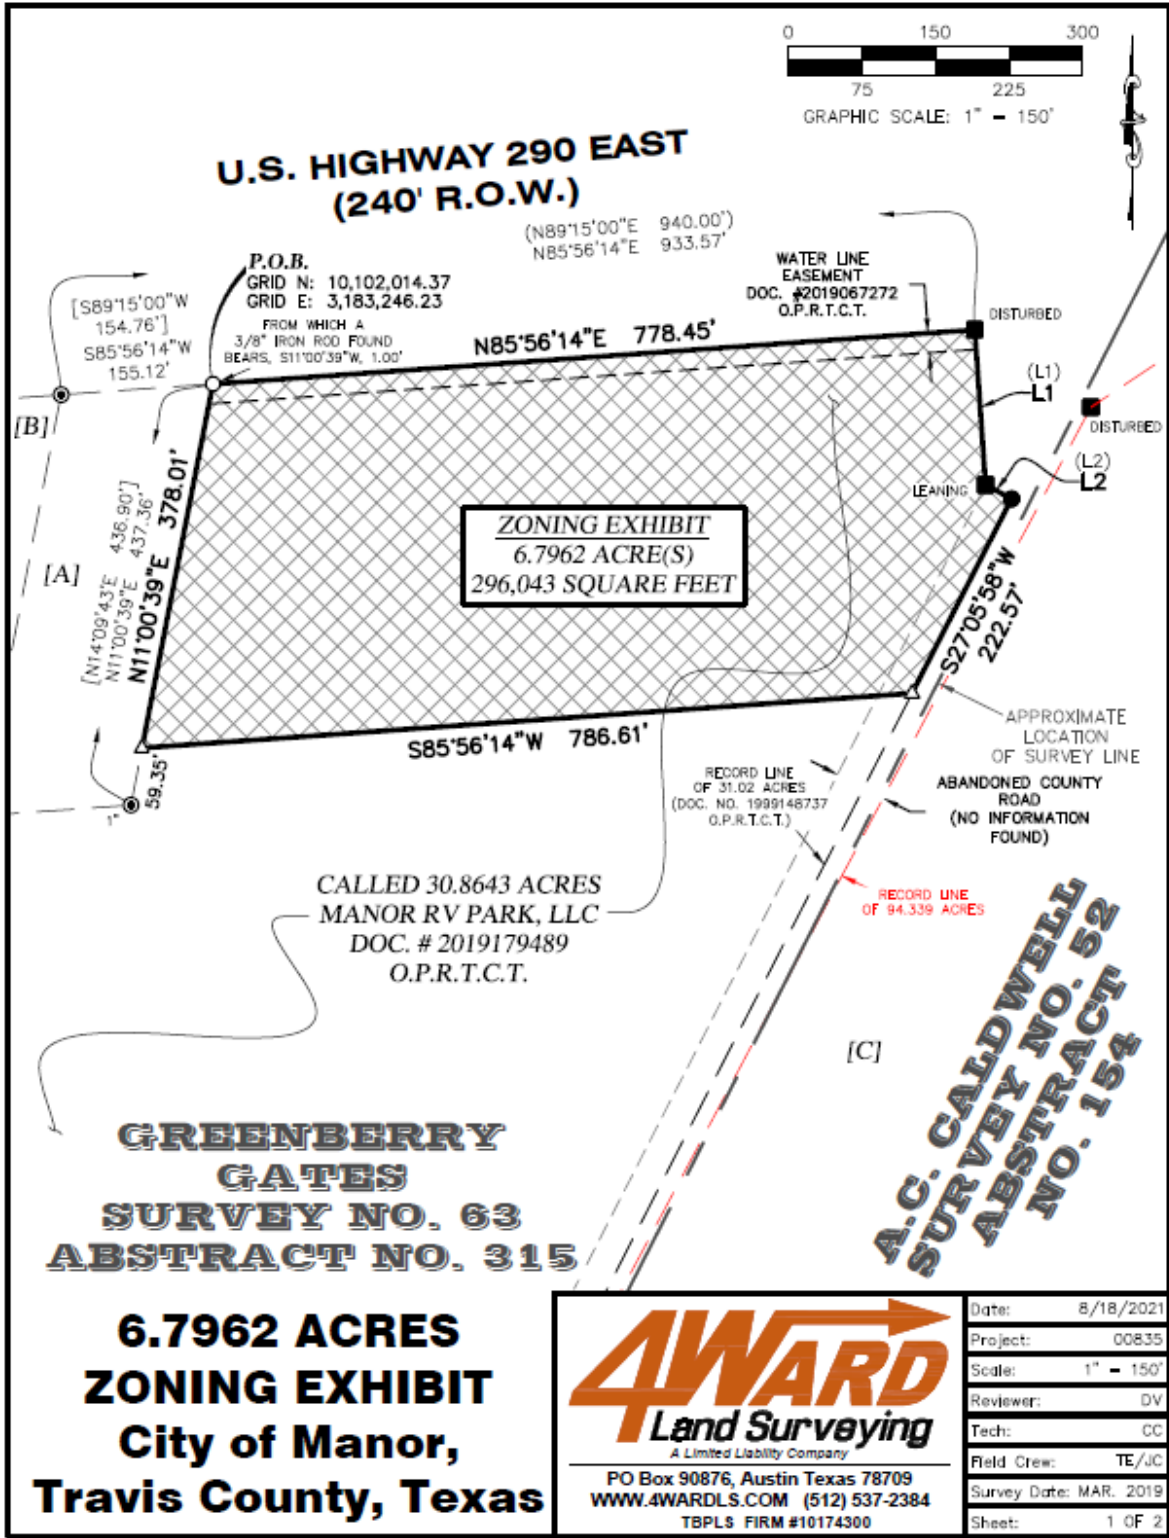 0 150 300
75 225
GRAPHIC SCALE: 1" = 150'
U.S. HIGHWAY 290 EAST
(240' R.O.W.)
(N89°15'00"E 940.00')
N85°56'14"E 933.57'
P.O.B.
GRID N: 10,102,014.37
GRID E: 3,183,246.23
FROM WHICH A
3/8" IRON ROD FOUND
BEARS, S11°00'39"W, 1.00'
[S89°15'00"W
154.76']
S85°56'14"W
155.12'
WATER LINE
EASEMENT
DOC. #2019067272
O.P.R.T.C.T.
DISTURBED
N85°56'14"E 778.45'
(L1)
L1
DISTURBED
[B]
(L2)
L2
LEANING
[A]
[N14°09'43"E 436.90']
N11°00'39"E 437.36'
N11°00'39"E 378.01'
ZONING EXHIBIT
6.7962 ACRE(S)
296,043 SQUARE FEET
S27°05'58"W
222.57'
S85°56'14"W 786.61'
59.35'
1"
APPROXIMATE
LOCATION
OF SURVEY LINE
RECORD LINE
OF 31.02 ACRES
(DOC. NO. 1999148737
O.P.R.T.C.T.)
ABANDONED COUNTY
ROAD
(NO INFORMATION
FOUND)
RECORD LINE
OF 94.339 ACRES
CALLED 30.8643 ACRES
MANOR RV PARK, LLC
DOC. # 2019179489
O.P.R.T.C.T.
[C]
A.C. CALDWELL
SURVEY NO. 52
ABSTRACT
NO. 154
GREENBERRY
GATES
SURVEY NO. 63
ABSTRACT NO. 315
6.7962 ACRES
ZONING EXHIBIT
City of Manor,
Travis County, Texas
4WARD
Land Surveying
A Limited Liability Company
PO Box 90876, Austin Texas 78709
WWW.4WARDLS.COM (512) 537-2384
TBPLS FIRM #10174300
Date: 8/18/2021
Project: 00835
Scale: 1" = 150'
Reviewer: DV
Tech: CC
Field Crew: TE/JC
Survey Date: MAR. 2019
Sheet: 1 OF 2